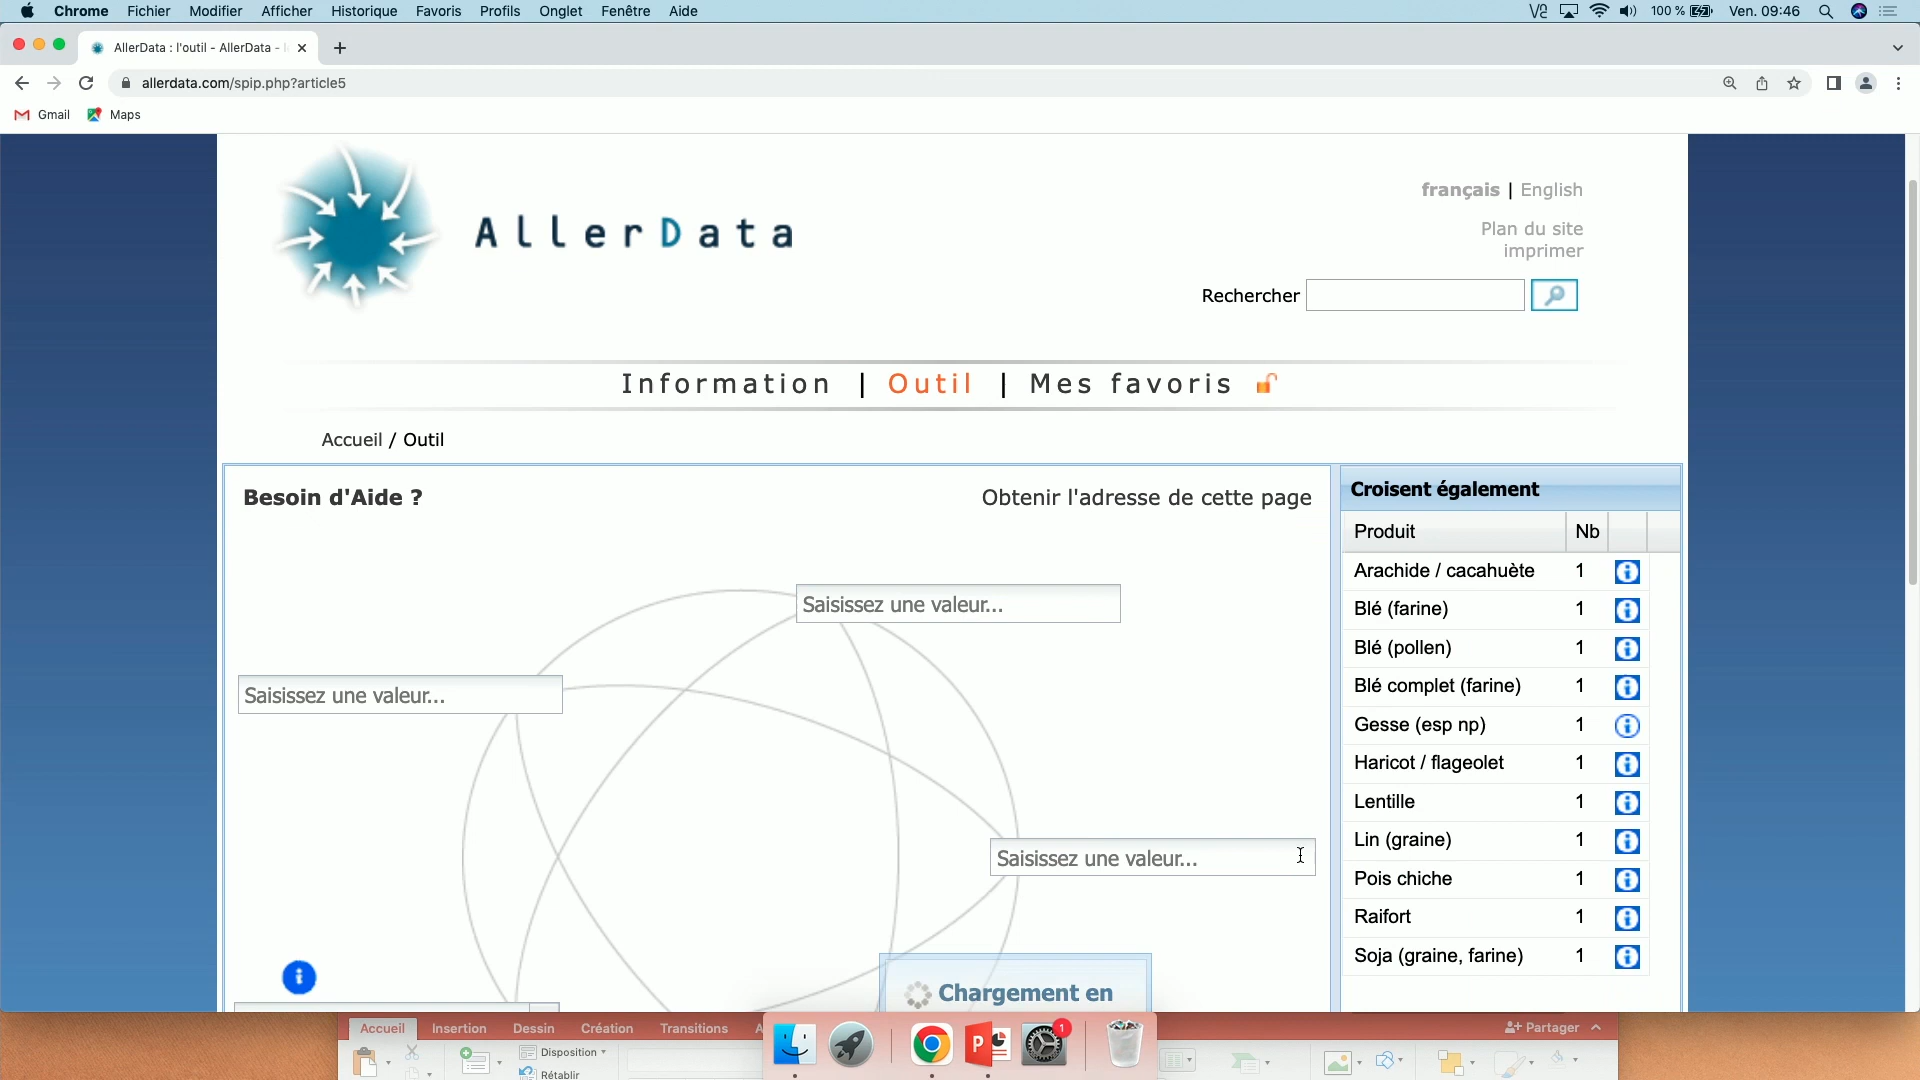 Chrome Fichier Modifier Afficher Historique Favoris Profils Onglet Fenêtre Aide 100 % Ven. 09:46
AllerData : l'outil - AllerData -
allerdata.com/spip.php?article5
Gmail Maps
AllerData
français | English
Plan du site
imprimer
Rechercher
Information | Outil | Mes favoris
Accueil / Outil
Besoin d'Aide ? Obtenir l'adresse de cette page
Saisissez une valeur...
Saisissez une valeur...
Saisissez une valeur...
Chargement en
Croisent également
Produit Nb
Arachide / cacahuète 1
Blé (farine) 1
Blé (pollen) 1
Blé complet (farine) 1
Gesse (esp np) 1
Haricot / flageolet 1
Lentille 1
Lin (graine) 1
Pois chiche 1
Raifort 1
Soja (graine, farine) 1
Accueil Insertion Dessin Création Transitions A Partager
Disposition
Rétablir
1